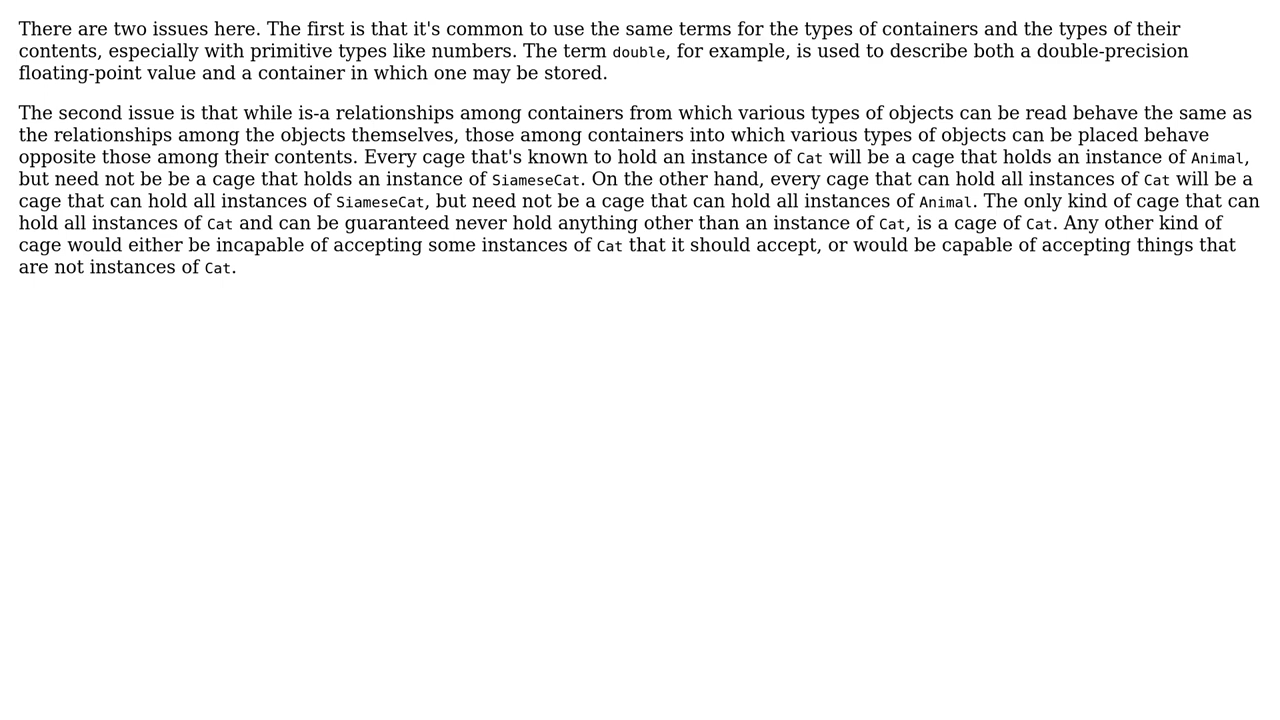 There are two issues here. The first is that it's common to use the same terms for the types of containers and the types of their
contents, especially with primitive types like numbers. The term double, for example, is used to describe both a double-precision
floating-point value and a container in which one may be stored.
The second issue is that while is-a relationships among containers from which various types of objects can be read behave the same as
the relationships among the objects themselves, those among containers into which various types of objects can be placed behave
opposite those among their contents. Every cage that's known to hold an instance of Cat will be a cage that holds an instance of Animal,
but need not be be a cage that holds an instance of SiameseCat. On the other hand, every cage that can hold all instances of Cat will be a
cage that can hold all instances of SiameseCat, but need not be a cage that can hold all instances of Animal. The only kind of cage that can
hold all instances of Cat and can be guaranteed never hold anything other than an instance of Cat, is a cage of Cat. Any other kind of
cage would either be incapable of accepting some instances of Cat that it should accept, or would be capable of accepting things that
are not instances of Cat.